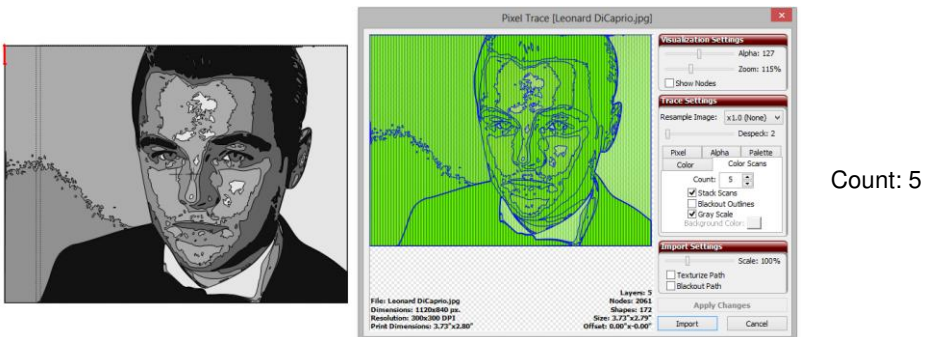 Pixel Trace [Leonard DiCaprio.jpg]
Visualization Settings
Alpha: 127
Zoom: 115%
Show Nodes
Trace Settings
Resample Image: x1.0 (None)
Despeck: 2
Pixel Alpha Palette
Color Color Scans
Count: 5
Stack Scans
Blackout Outlines
Gray Scale
Background Color:
Import Settings
Scale: 100%
Texturize Path
Blackout Path
Apply Changes
Import Cancel
File: Leonard DiCaprio.jpg
Dimensions: 1120x840 px.
Resolution: 300x300 DPI
Print Dimensions: 3.73"x2.80"
Layers: 5
Nodes: 2061
Shapes: 172
Size: 3.73"x2.79"
Offset: 0.00"x-0.00"
Count: 5